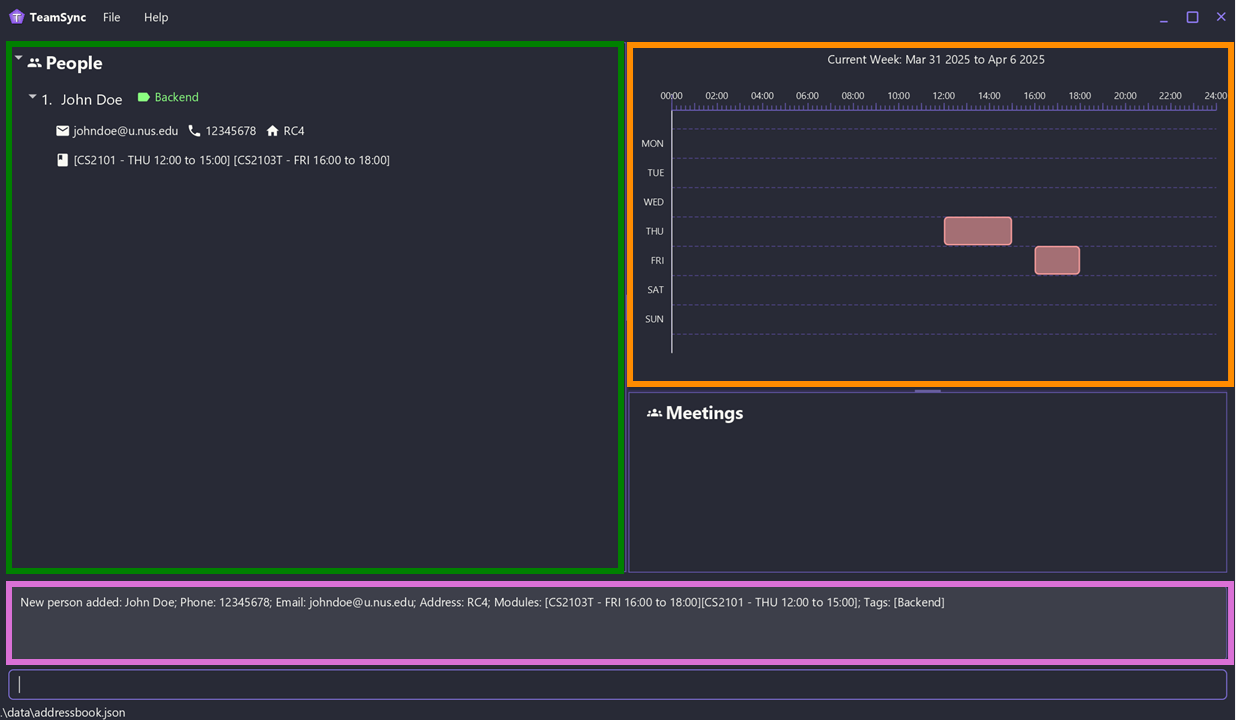 TeamSync File Help
People
1. John Doe Backend
johndoe@u.nus.edu 12345678 RC4
[CS2101 - THU 12:00 to 15:00] [CS2103T - FRI 16:00 to 18:00]
Current Week: Mar 31 2025 to Apr 6 2025
00:00 02:00 04:00 06:00 08:00 10:00 12:00 14:00 16:00 18:00 20:00 22:00 24:00
MON
TUE
WED
THU
FRI
SAT
SUN
Meetings
New person added: John Doe; Phone: 12345678; Email: johndoe@u.nus.edu; Address: RC4; Modules: [CS2103T - FRI 16:00 to 18:00][CS2101 - THU 12:00 to 15:00]; Tags: [Backend]
.\data\addressbook.json